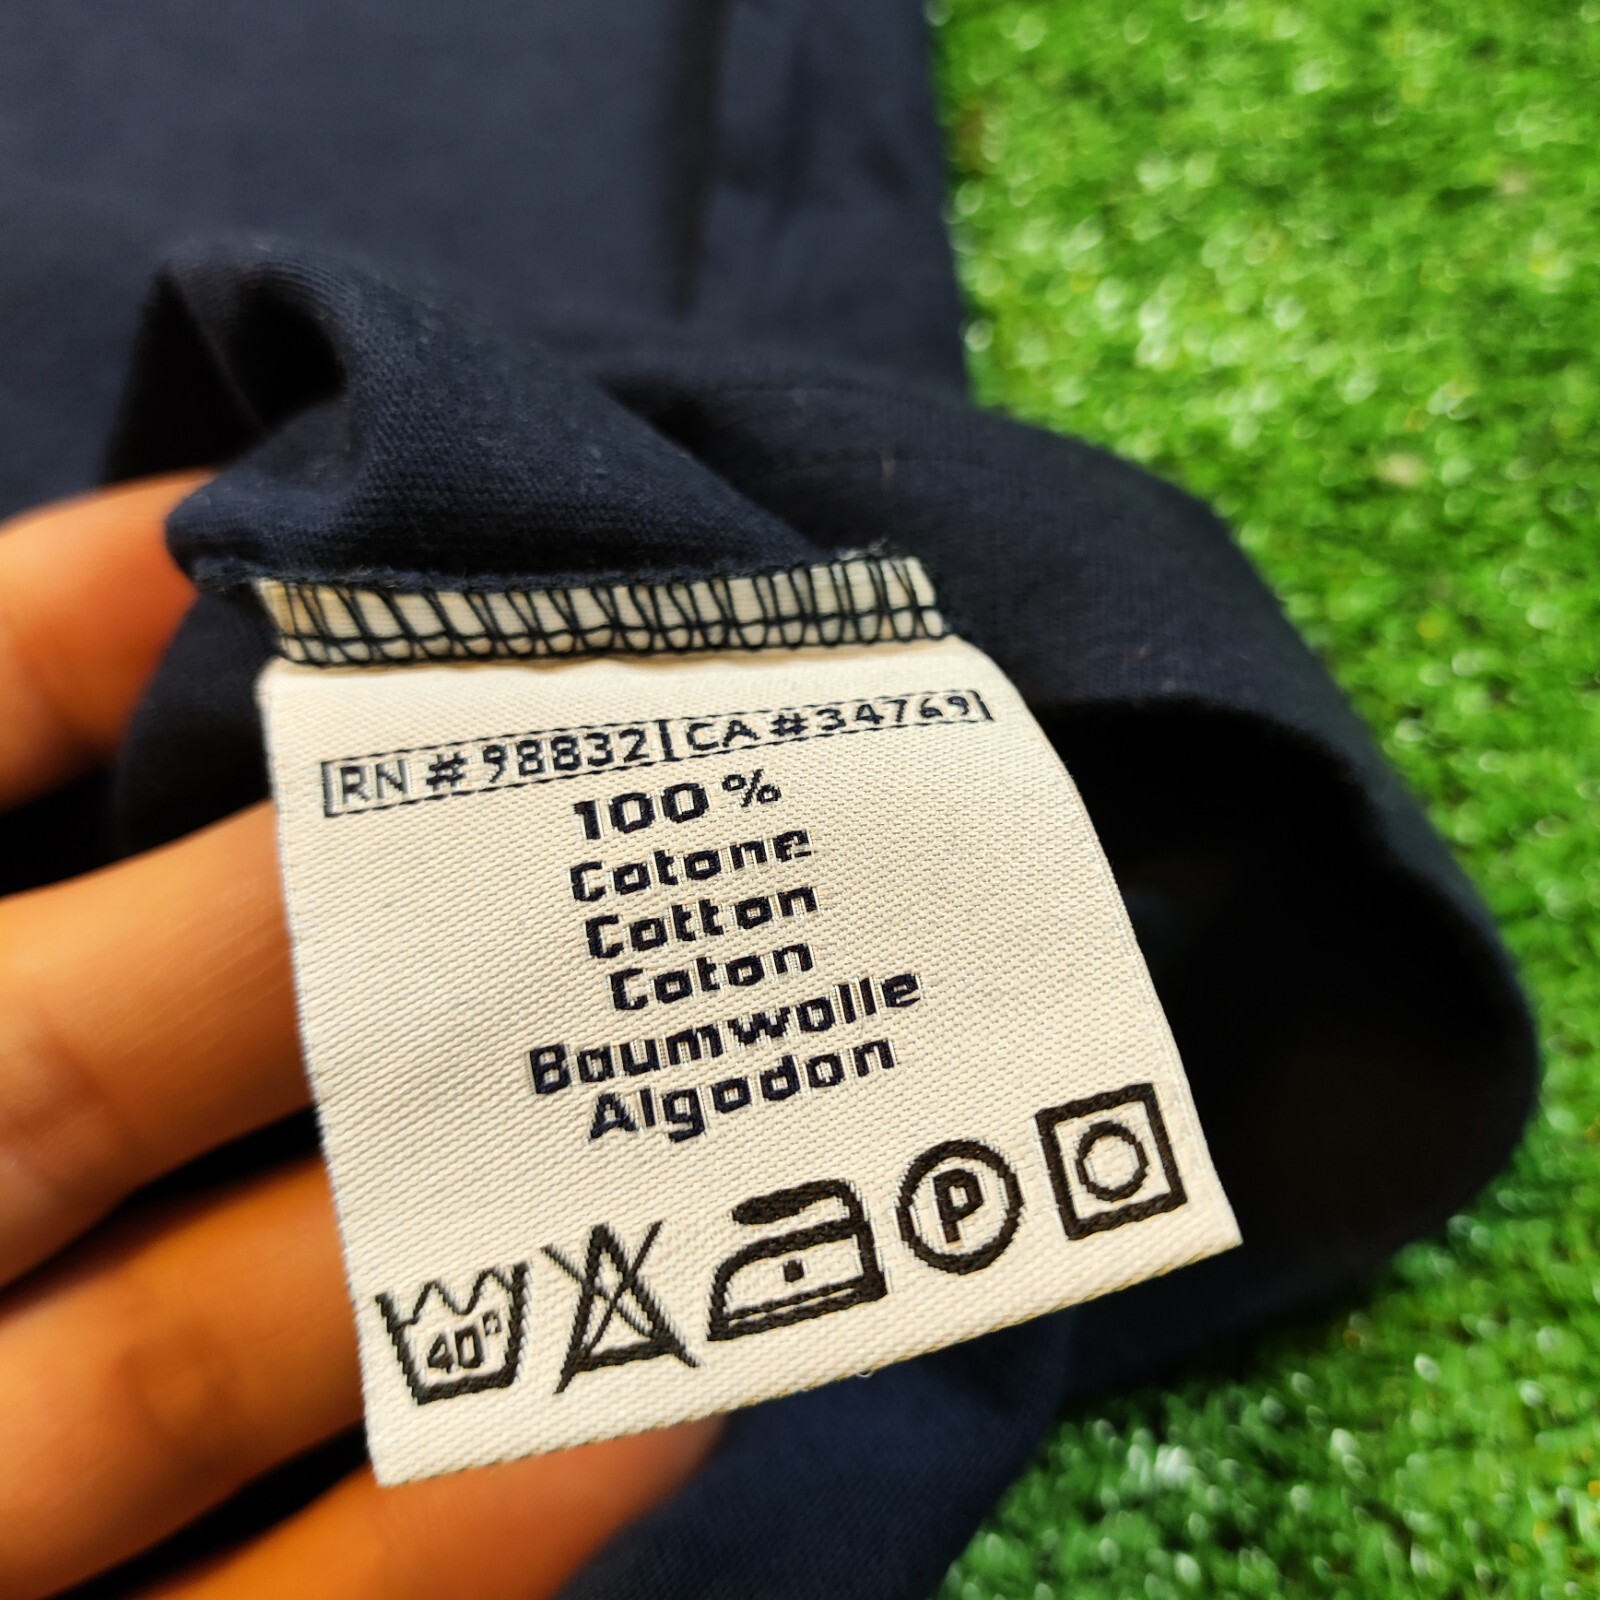 RN # 98832 CA # 34769
100 %
Cotone
Cotton
Coton
Baumwolle
Algodon
40°
P